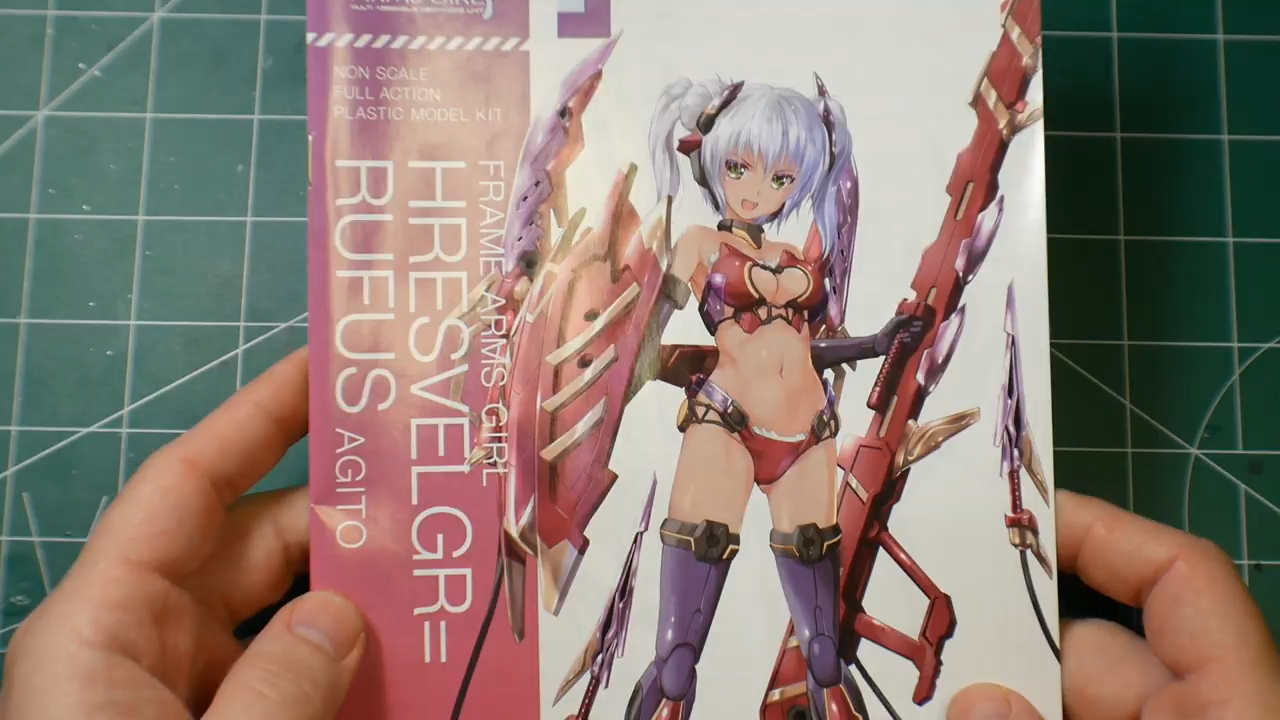 NON SCALE
FULL ACTION
PLASTIC MODEL KIT
FRAME ARMS GIRL
HRESVELGR=
RUFUS AGITO